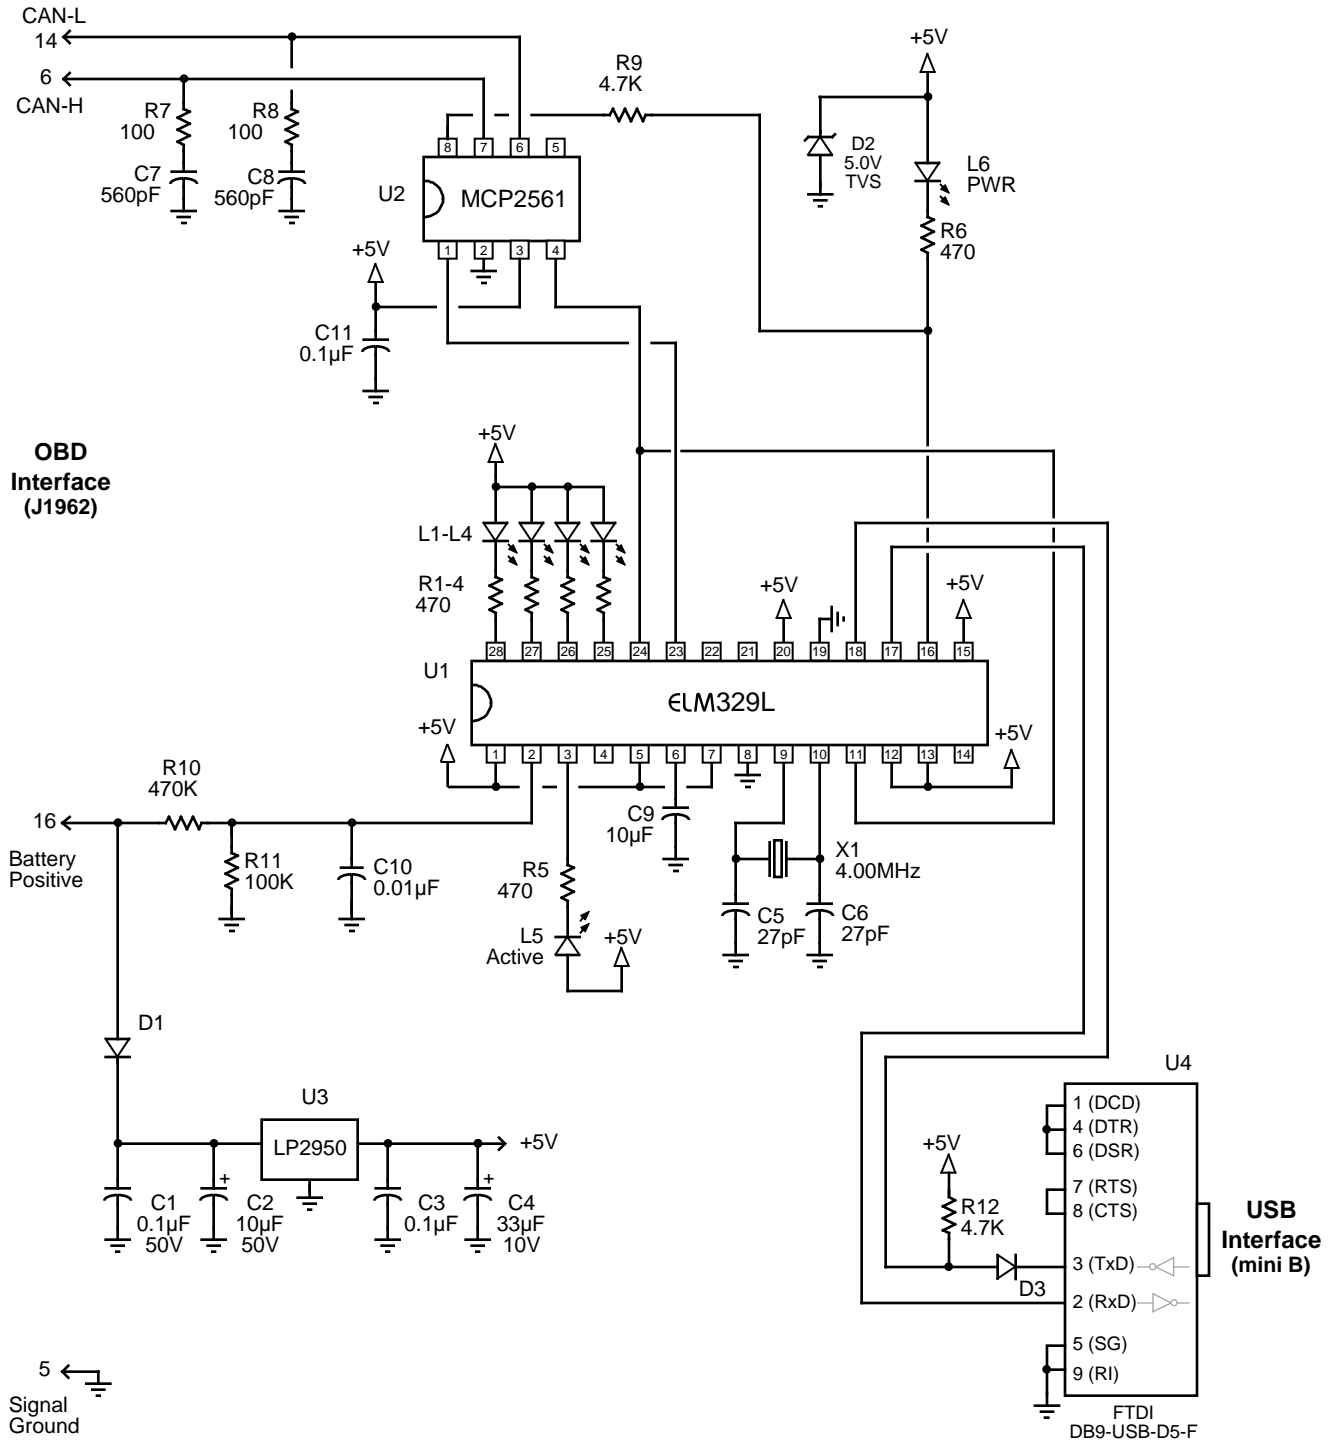 CAN-L
14
6
CAN-H
R7
100
R8
100
C7
560pF
C8
560pF
R9
4.7K
+5V
D2
5.0V
TVS
L6
PWR
R6
470
8
7
6
5
U2
MCP2561
1
2
3
4
+5V
C11
0.1µF
OBD
Interface
(J1962)
+5V
L1-L4
R1-4
470
+5V
+5V
28
27
26
25
24
23
22
21
20
19
18
17
16
15
U1
ELM329L
+5V
+5V
1
2
3
4
5
6
7
8
9
10
11
12
13
14
R10
470K
16
Battery
Positive
R11
100K
C10
0.01µF
C9
10µF
R5
470
L5
Active
+5V
X1
4.00MHz
C5
27pF
C6
27pF
D1
U3
LP2950
+5V
C1
0.1µF
50V
+
C2
10µF
50V
C3
0.1µF
+
C4
33µF
10V
U4
1 (DCD)
4 (DTR)
6 (DSR)
7 (RTS)
8 (CTS)
3 (TxD)
2 (RxD)
5 (SG)
9 (RI)
+5V
R12
4.7K
D3
USB
Interface
(mini B)
FTDI
DB9-USB-D5-F
5
Signal
Ground